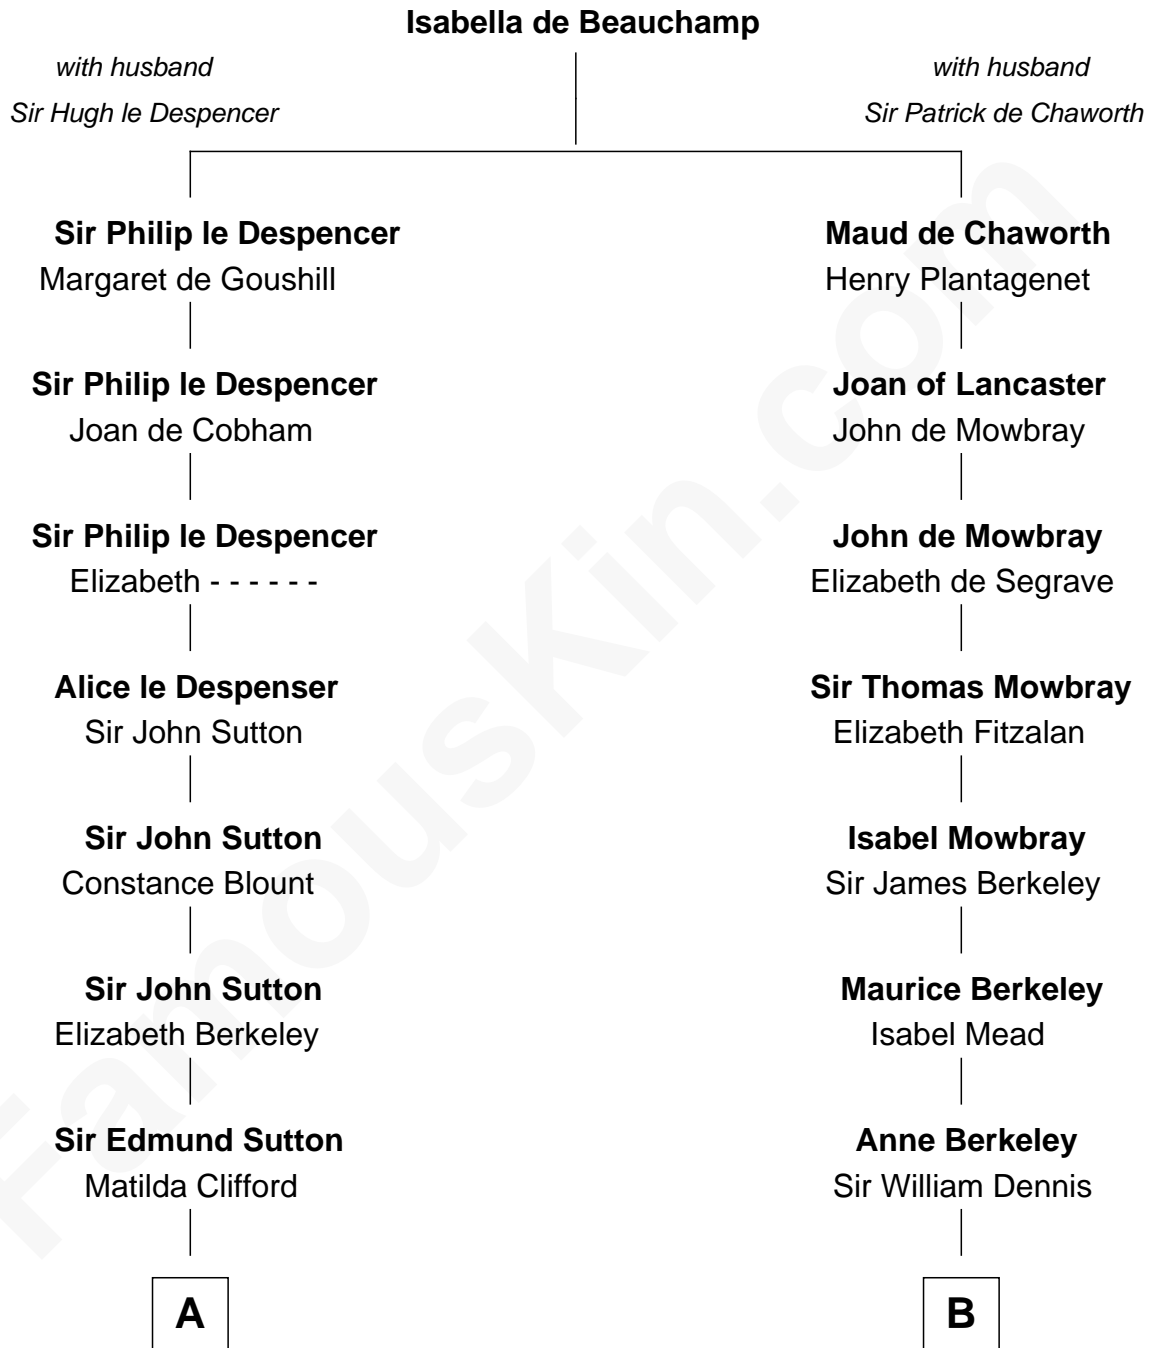 Isabella de Beauchamp
with husband
Sir Hugh le Despencer
with husband
Sir Patrick de Chaworth
Sir Philip le Despencer
Margaret de Goushill
Maud de Chaworth
Henry Plantagenet
Sir Philip le Despencer
Joan de Cobham
Joan of Lancaster
John de Mowbray
Sir Philip le Despencer
Elizabeth - - - - - -
John de Mowbray
Elizabeth de Segrave
Alice le Despenser
Sir John Sutton
Sir Thomas Mowbray
Elizabeth Fitzalan
Sir John Sutton
Constance Blount
Isabel Mowbray
Sir James Berkeley
Sir John Sutton
Elizabeth Berkeley
Maurice Berkeley
Isabel Mead
Sir Edmund Sutton
Matilda Clifford
Anne Berkeley
Sir William Dennis
A
B
FamousKin.com